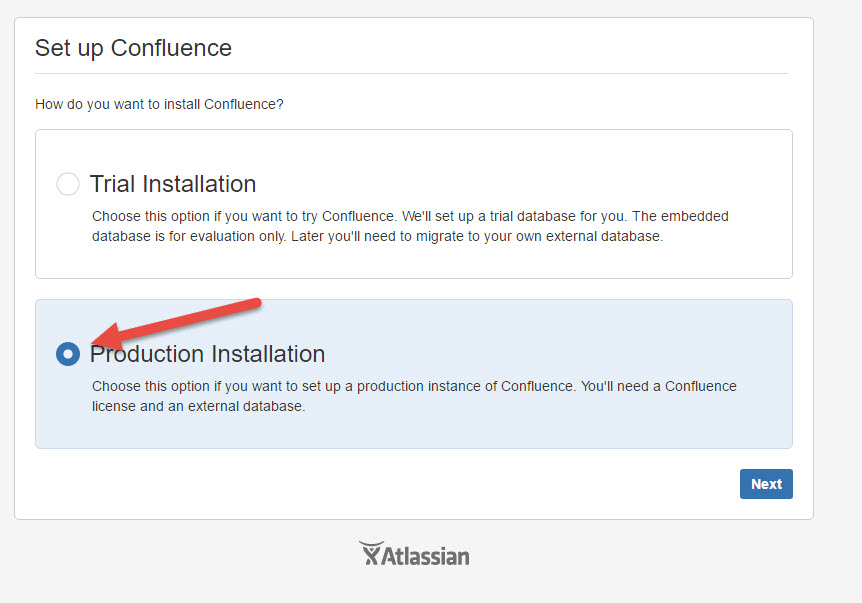 Set up Confluence
How do you want to install Confluence?
Trial Installation
Choose this option if you want to try Confluence. We'll set up a trial database for you. The embedded
database is for evaluation only. Later you'll need to migrate to your own external database.
Production Installation
Choose this option if you want to set up a production instance of Confluence. You'll need a Confluence
license and an external database.
Next
Atlassian